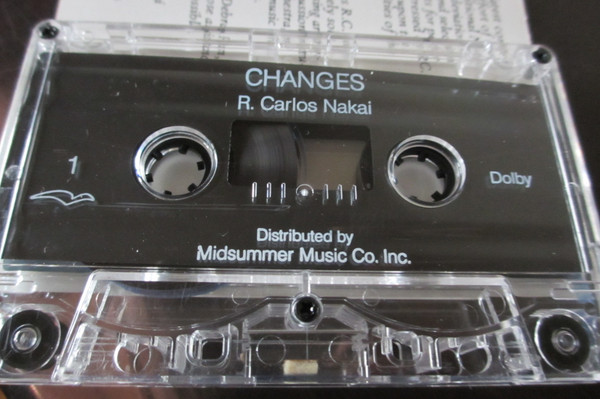 CHANGES
R. Carlos Nakai
1
Dolby
Distributed by
Midsummer Music Co. Inc.